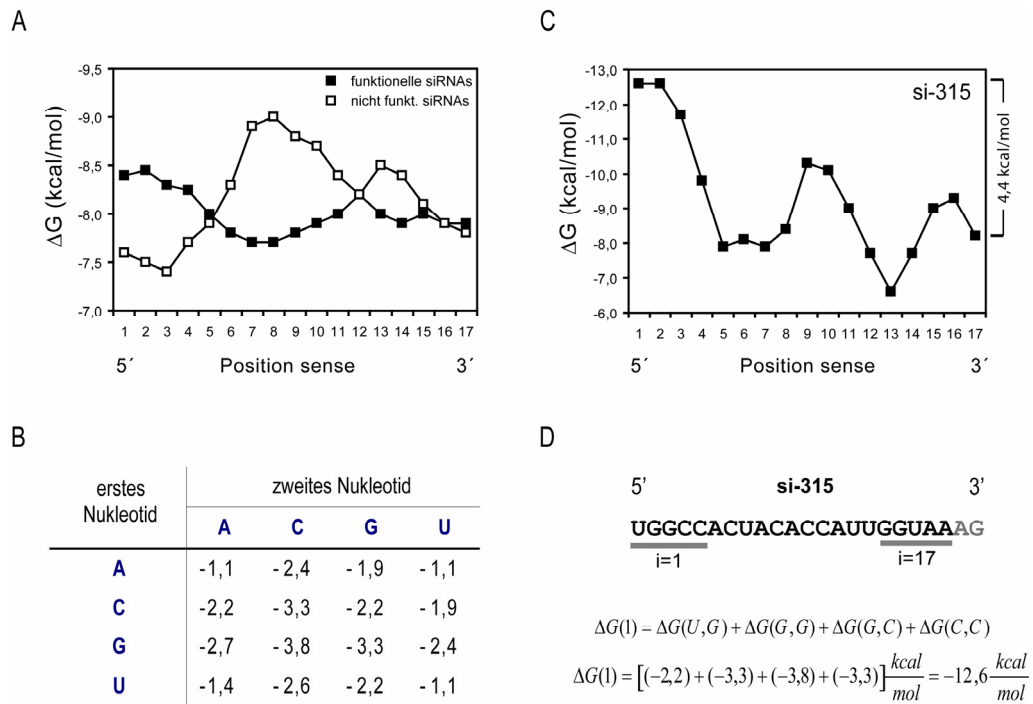 A
-9,5
-9,0
-8,5
-8,0
-7,5
-7,0
ΔG (kcal/mol)
funktionelle siRNAs
nicht funkt. siRNAs
1 2 3 4 5 6 7 8 9 10 11 12 13 14 15 16 17
5´ Position sense 3´
C
-13,0
-12,0
-11,0
-10,0
-9,0
-8,0
-7,0
-6,0
ΔG (kcal/mol)
si-315
4,4 kcal/mol
1 2 3 4 5 6 7 8 9 10 11 12 13 14 15 16 17
5´ Position sense 3´
B
erstes Nukleotid
zweites Nukleotid
A C G U
A -1,1 -2,4 -1,9 -1,1
C -2,2 -3,3 -2,2 -1,9
G -2,7 -3,8 -3,3 -2,4
U -1,4 -2,6 -2,2 -1,1
D
5’ si-315 3’
UGGCCACUACACCAUUGGUAAAG
i=1 i=17
ΔG(1) = ΔG(U,G) + ΔG(G,G) + ΔG(G,C) + ΔG(C,C)
ΔG(1) = [(-2,2) + (-3,3) + (-3,8) + (-3,3)] kcal/mol = -12,6 kcal/mol